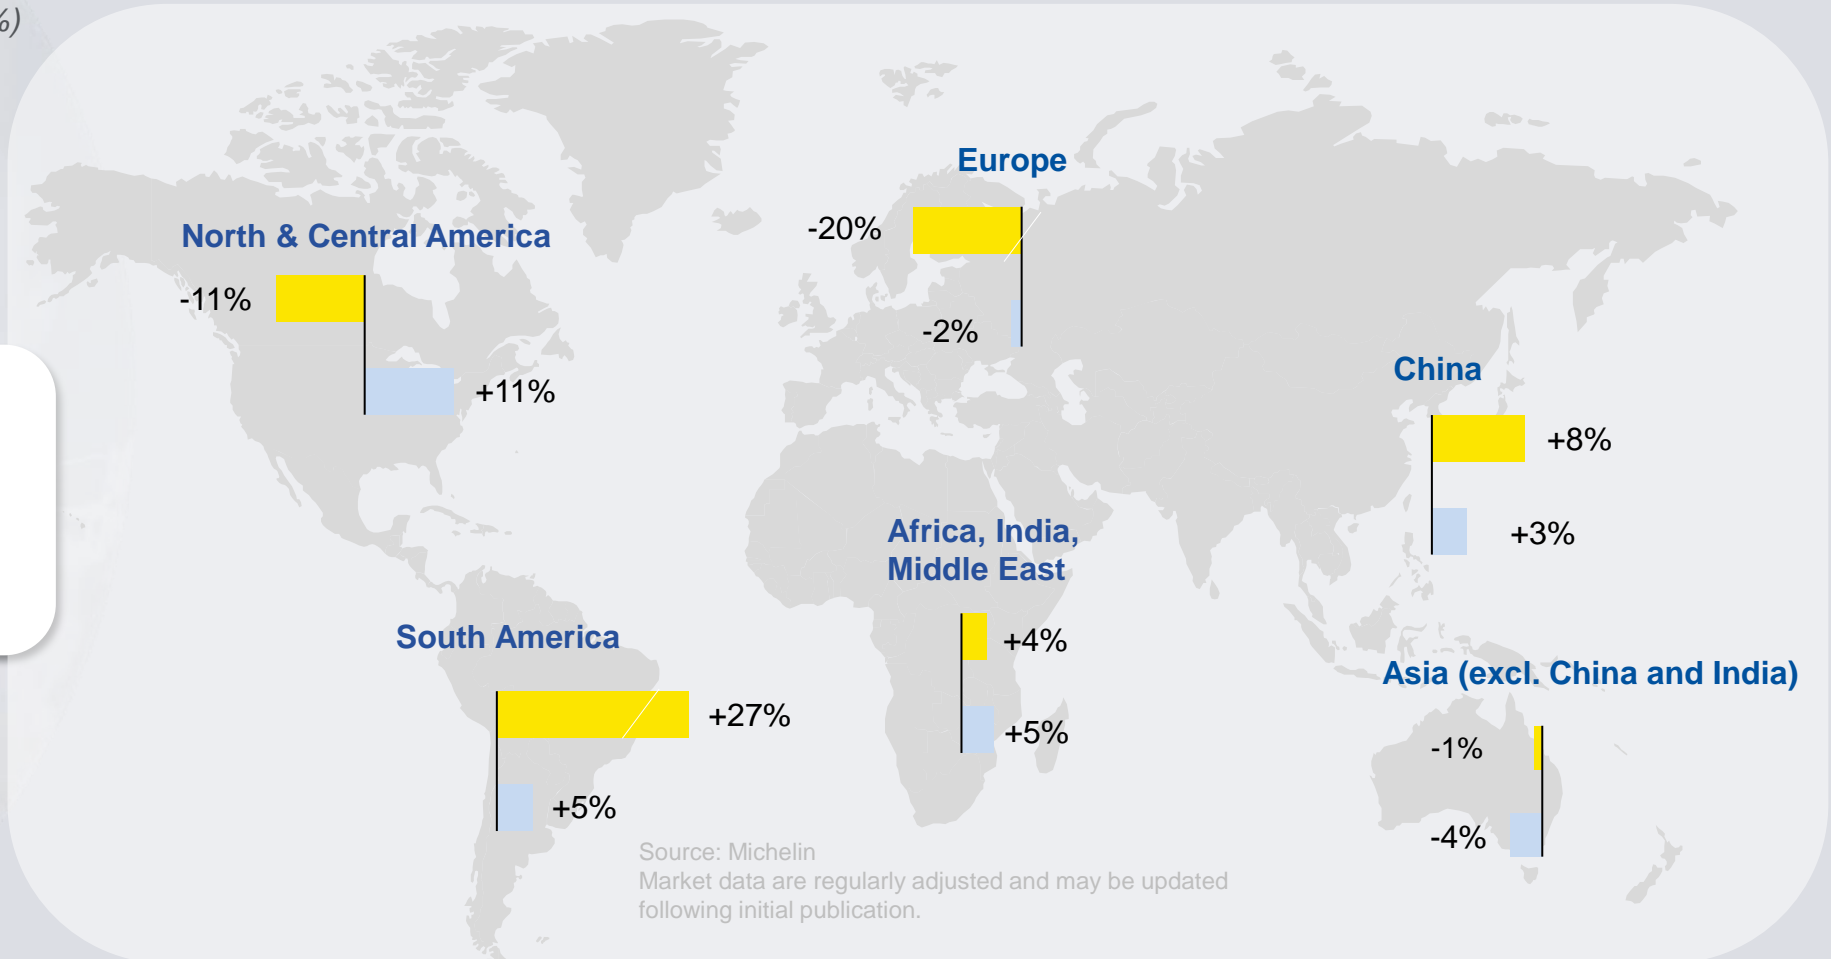 %)
Europe
-20%
-2%
North & Central America
-11%
+11%
China
+8%
+3%
Africa, India,
Middle East
+4%
+5%
South America
+27%
+5%
Asia (excl. China and India)
-1%
-4%
Source: Michelin
Market data are regularly adjusted and may be updated
following initial publication.